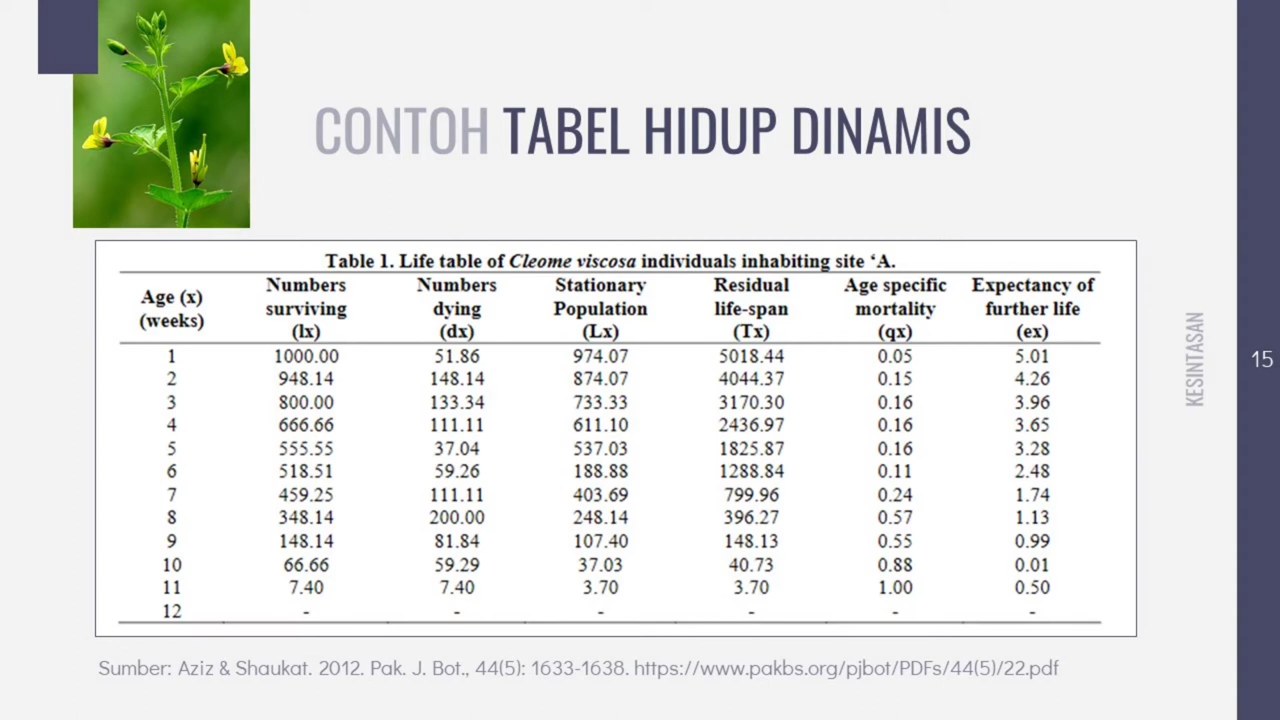 CONTOH TABEL HIDUP DINAMIS
Table 1. Life table of Cleome viscosa individuals inhabiting site ‘A.
Age (x) (weeks) Numbers surviving (lx) Numbers dying (dx) Stationary Population (Lx) Residual life-span (Tx) Age specific mortality (qx) Expectancy of further life (ex)
1 1000.00 51.86 974.07 5018.44 0.05 5.01
2 948.14 148.14 874.07 4044.37 0.15 4.26
3 800.00 133.34 733.33 3170.30 0.16 3.96
4 666.66 111.11 611.10 2436.97 0.16 3.65
5 555.55 37.04 537.03 1825.87 0.16 3.28
6 518.51 59.26 188.88 1288.84 0.11 2.48
7 459.25 111.11 403.69 799.96 0.24 1.74
8 348.14 200.00 248.14 396.27 0.57 1.13
9 148.14 81.84 107.40 148.13 0.55 0.99
10 66.66 59.29 37.03 40.73 0.88 0.01
11 7.40 7.40 3.70 3.70 1.00 0.50
12 - - - - - -
Sumber: Aziz & Shaukat. 2012. Pak. J. Bot., 44(5): 1633-1638. https://www.pakbs.org/pjbot/PDFs/44(5)/22.pdf
KESINTASAN
15